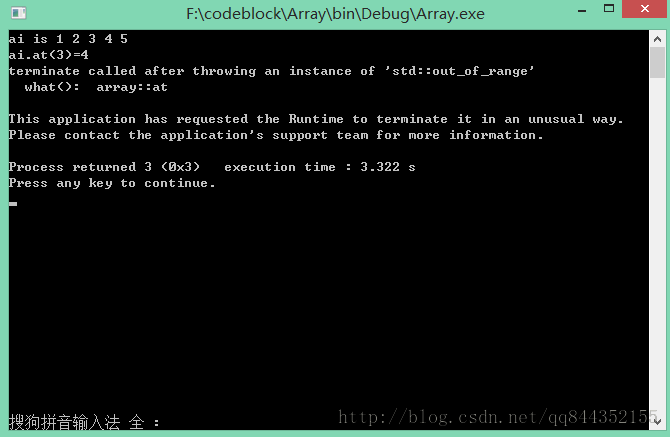 F:\codeblock\Array\bin\Debug\Array.exe
ai is 1 2 3 4 5
ai.at(3)=4
terminate called after throwing an instance of 'std::out_of_range'
  what():  array::at
This application has requested the Runtime to terminate it in an unusual way.
Please contact the application's support team for more information.
Process returned 3 (0x3)   execution time : 3.322 s
Press any key to continue.
搜狗拼音输入法 全 :
http://blog.csdn.net/qq844352155